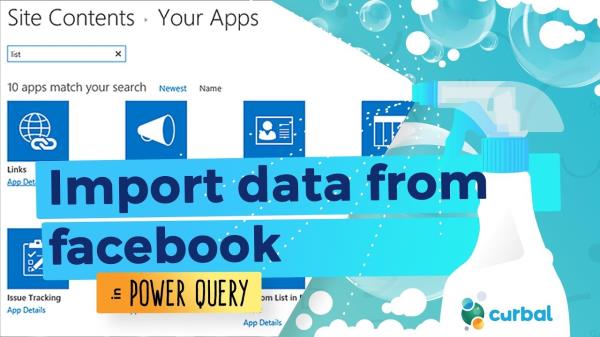 Site Contents › Your Apps
list ×
10 apps match your search Newest Name
Links
App Det
Import data from
facebook
in POWER QUERY
Issue Tracking
App Details
om List in
App Details
curbal